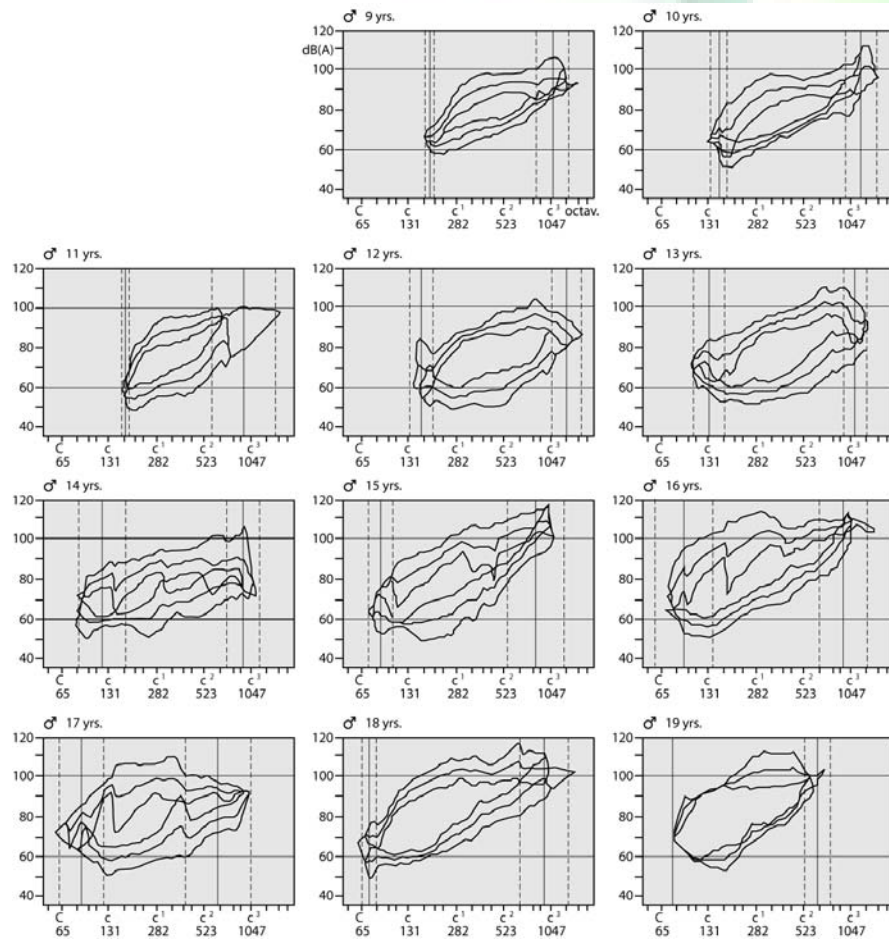 ♂ 9 yrs.
♂ 10 yrs.
120
dB(A)
100
80
60
40
120
100
80
60
40
C c c¹ c² c³ octav.
65 131 282 523 1047
C c c¹ c² c³
65 131 282 523 1047
♂ 11 yrs.
♂ 12 yrs.
♂ 13 yrs.
120
100
80
60
40
120
100
80
60
40
120
100
80
60
40
C c c¹ c² c³
65 131 282 523 1047
C c c¹ c² c³
65 131 282 523 1047
C c c¹ c² c³
65 131 282 523 1047
♂ 14 yrs.
♂ 15 yrs.
♂ 16 yrs.
120
100
80
60
40
120
100
80
60
40
120
100
80
60
40
C c c¹ c² c³
65 131 282 523 1047
C c c¹ c² c³
65 131 282 523 1047
C c c¹ c² c³
65 131 282 523 1047
♂ 17 yrs.
♂ 18 yrs.
♂ 19 yrs.
120
100
80
60
40
120
100
80
60
40
120
100
80
60
40
C c c¹ c² c³
65 131 282 523 1047
C c c¹ c² c³
65 131 282 523 1047
C c c¹ c² c³
65 131 282 523 1047